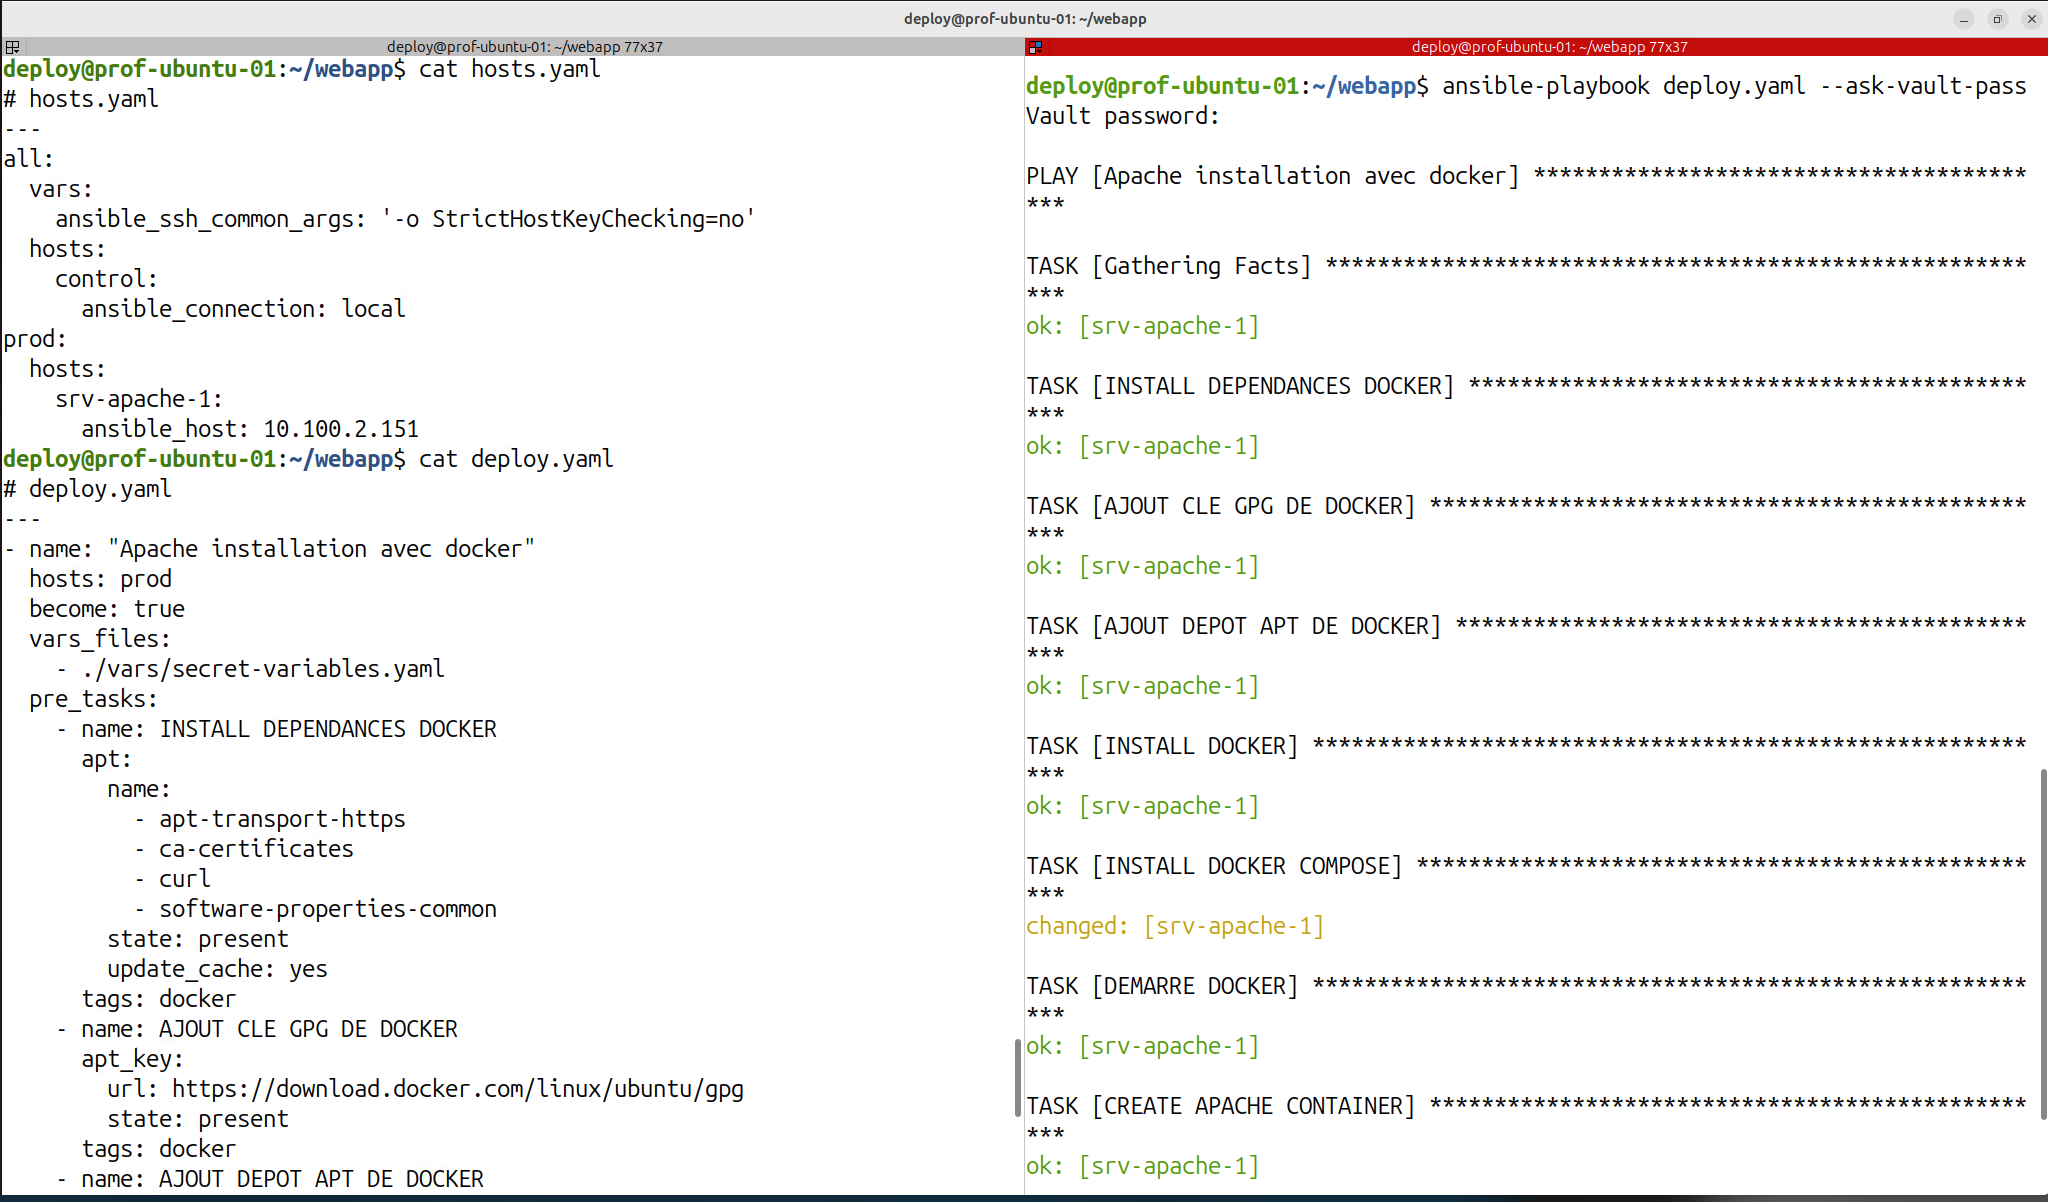 deploy@prof-ubuntu-01: ~/webapp
deploy@prof-ubuntu-01: ~/webapp 77x37
deploy@prof-ubuntu-01:~/webapp$ cat hosts.yaml
# hosts.yaml
---
all:
  vars:
    ansible_ssh_common_args: '-o StrictHostKeyChecking=no'
  hosts:
    control:
      ansible_connection: local
prod:
  hosts:
    srv-apache-1:
      ansible_host: 10.100.2.151
deploy@prof-ubuntu-01:~/webapp$ cat deploy.yaml
# deploy.yaml
---
- name: "Apache installation avec docker"
  hosts: prod
  become: true
  vars_files:
    - ./vars/secret-variables.yaml
  pre_tasks:
    - name: INSTALL DEPENDANCES DOCKER
      apt:
        name:
          - apt-transport-https
          - ca-certificates
          - curl
          - software-properties-common
        state: present
        update_cache: yes
      tags: docker
    - name: AJOUT CLE GPG DE DOCKER
      apt_key:
        url: https://download.docker.com/linux/ubuntu/gpg
        state: present
      tags: docker
    - name: AJOUT DEPOT APT DE DOCKER
deploy@prof-ubuntu-01: ~/webapp 77x37
deploy@prof-ubuntu-01:~/webapp$ ansible-playbook deploy.yaml --ask-vault-pass
Vault password:
PLAY [Apache installation avec docker] **************************************
***
TASK [Gathering Facts] ******************************************************
***
ok: [srv-apache-1]
TASK [INSTALL DEPENDANCES DOCKER] *******************************************
***
ok: [srv-apache-1]
TASK [AJOUT CLE GPG DE DOCKER] **********************************************
***
ok: [srv-apache-1]
TASK [AJOUT DEPOT APT DE DOCKER] ********************************************
***
ok: [srv-apache-1]
TASK [INSTALL DOCKER] *******************************************************
***
ok: [srv-apache-1]
TASK [INSTALL DOCKER COMPOSE] ***********************************************
***
changed: [srv-apache-1]
TASK [DEMARRE DOCKER] *******************************************************
***
ok: [srv-apache-1]
TASK [CREATE APACHE CONTAINER] **********************************************
***
ok: [srv-apache-1]